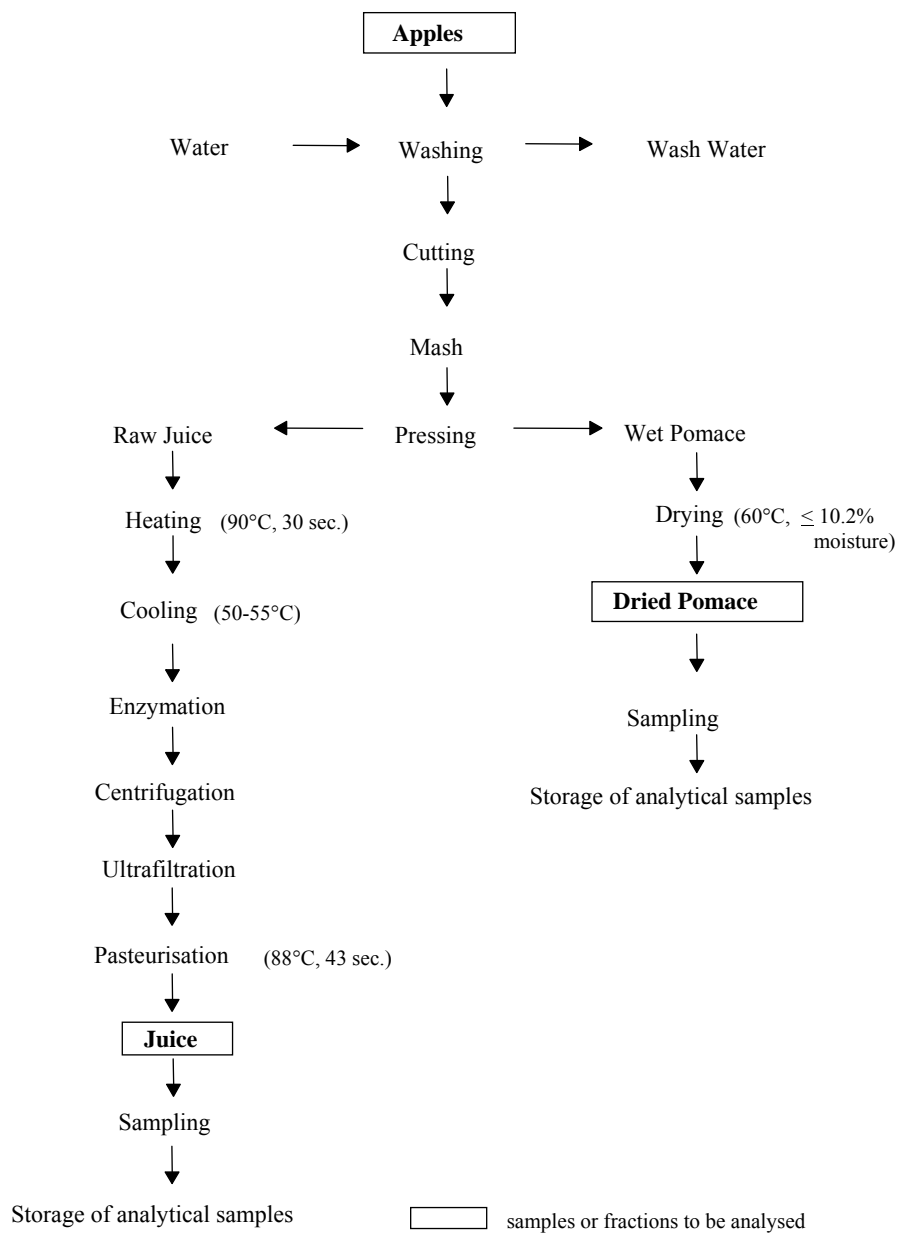 Apples
Water
Washing
Wash Water
Cutting
Mash
Raw Juice
Pressing
Wet Pomace
Heating (90°C, 30 sec.)
Drying (60°C, ≤ 10.2%
moisture)
Cooling (50-55°C)
Dried Pomace
Enzymation
Sampling
Centrifugation
Storage of analytical samples
Ultrafiltration
Pasteurisation (88°C, 43 sec.)
Juice
Sampling
Storage of analytical samples
samples or fractions to be analysed